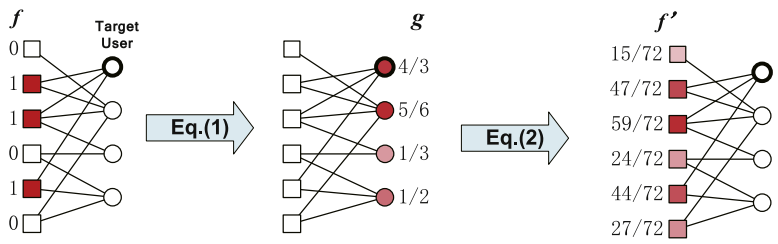 f
Target
User
0
1
1
0
1
0
Eq.(1)
g
4/3
5/6
1/3
1/2
Eq.(2)
f'
15/72
47/72
59/72
24/72
44/72
27/72